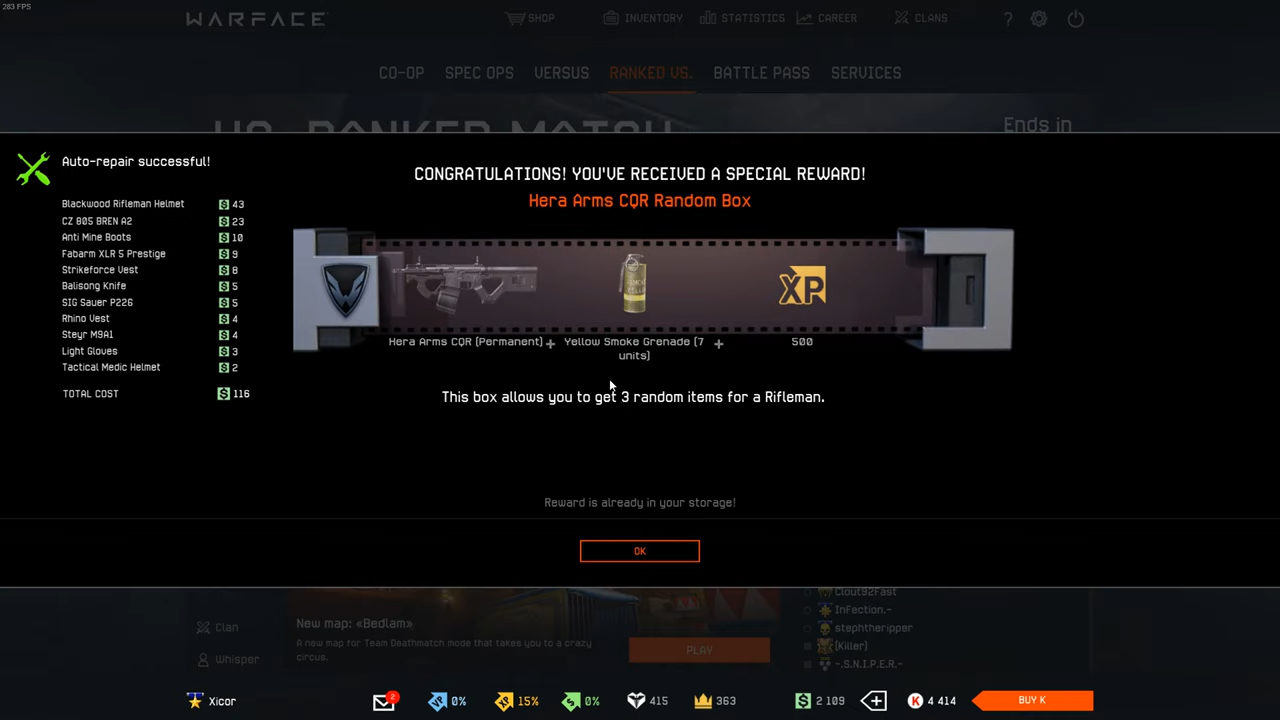 283 FPS
WARFACE
SHOP
INVENTORY
STATISTICS
CAREER
CLANS
?
CO-OP
SPEC OPS
VERSUS
RANKED VS.
BATTLE PASS
SERVICES
RANKED MATCH
Ends in
Auto-repair successful!
Blackwood Rifleman Helmet 43
CZ 805 BREN A2 23
Anti Mine Boots 10
Fabarm XLR 5 Prestige 9
Strikeforce Vest 8
Balisong Knife 5
SIG Sauer P226 5
Rhino Vest 4
Steyr M9A1 4
Light Gloves 3
Tactical Medic Helmet 2
TOTAL COST 116
CONGRATULATIONS! YOU'VE RECEIVED A SPECIAL REWARD!
Hera Arms CQR Random Box
XP
Hera Arms CQR (Permanent) +
Yellow Smoke Grenade (7
units) +
500
This box allows you to get 3 random items for a Rifleman.
Reward is already in your storage!
OK
Clan
Whisper
New map: «Bedlam»
A new map for Team Deathmatch mode that takes you to a crazy
circus.
PLAY
Clout92Fast
InFection,-
stephtheripper
(Killer)
-.S.N.I.P.E.R.-
Xicor
2
0%
15%
0%
415
363
2 109
K 4 414
BUY K